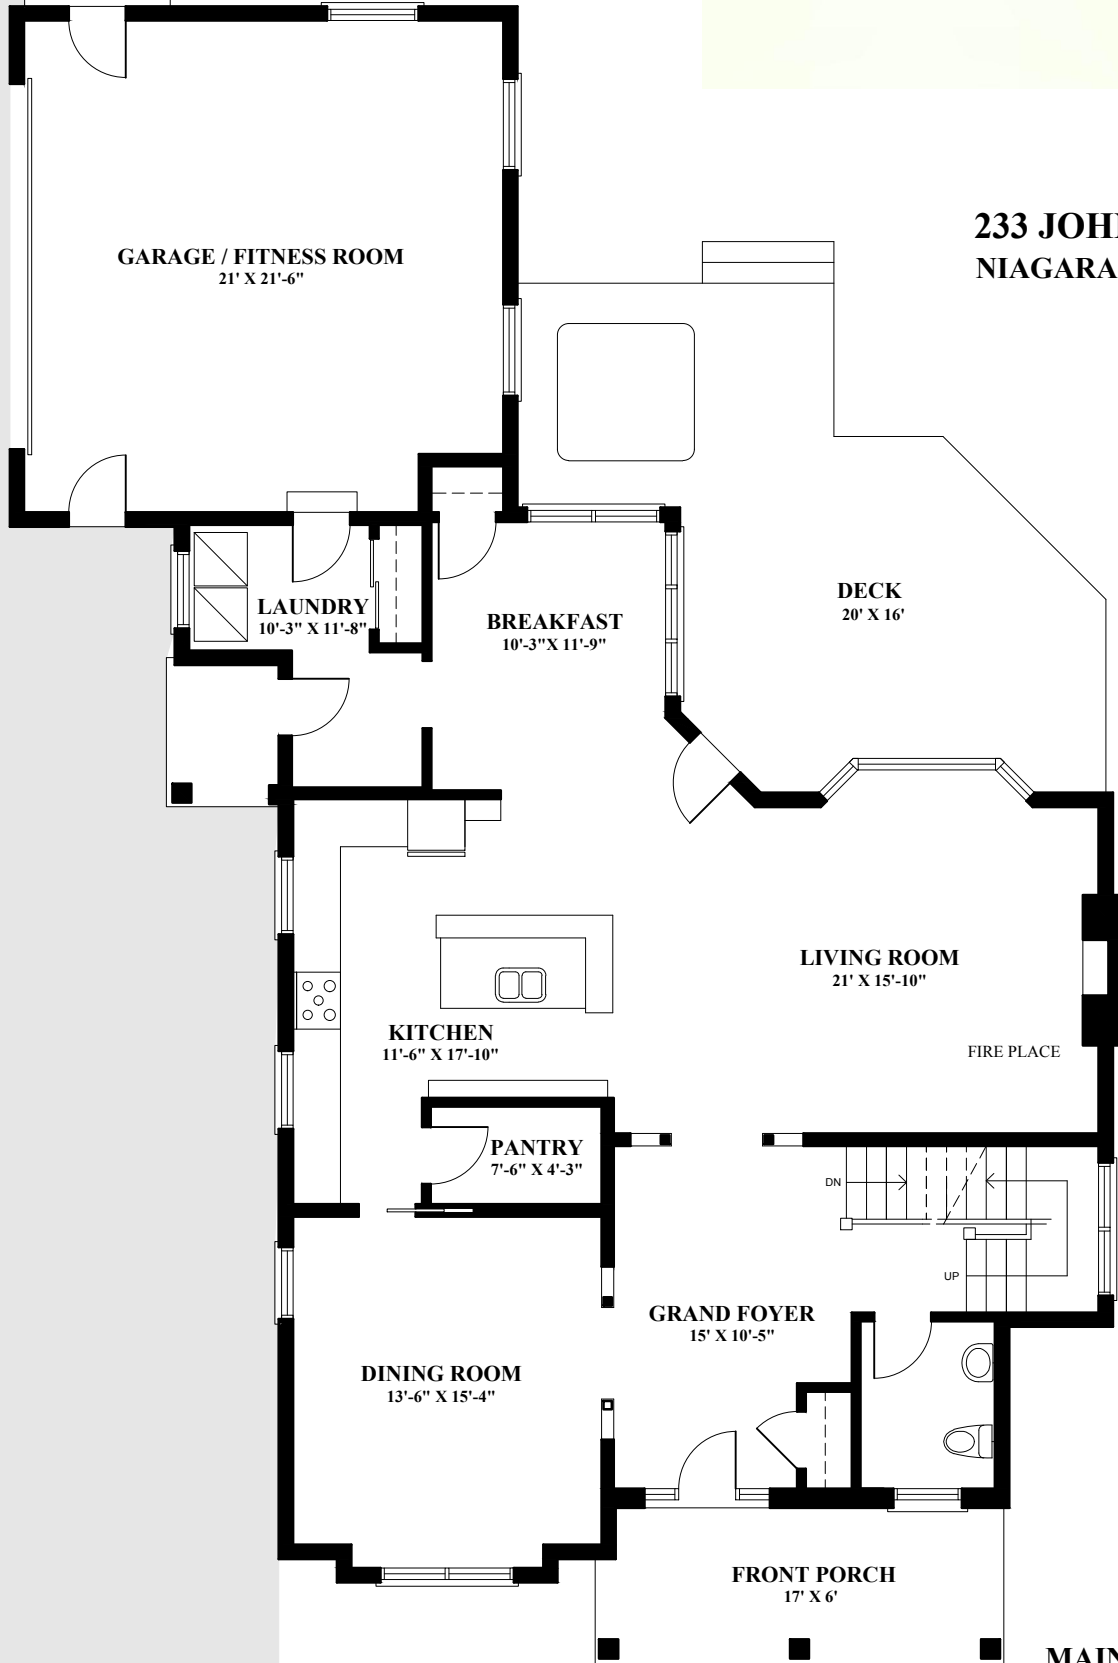 233 JOH
NIAGARA
GARAGE / FITNESS ROOM
21' X 21'-6"
DECK
20' X 16'
LAUNDRY
10'-3" X 11'-8"
BREAKFAST
10'-3"X 11'-9"
LIVING ROOM
21' X 15'-10"
KITCHEN
11'-6" X 17'-10"
FIRE PLACE
PANTRY
7'-6" X 4'-3"
DN
UP
GRAND FOYER
15' X 10'-5"
DINING ROOM
13'-6" X 15'-4"
FRONT PORCH
17' X 6'
MAIN